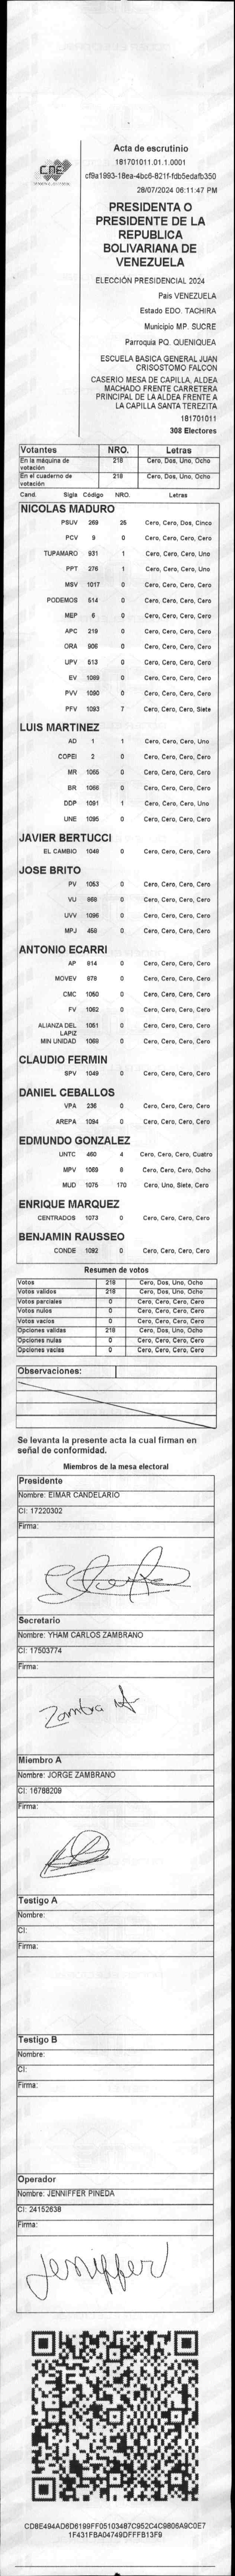 CNE
Acta de escrutinio
181701011.01.1.0001
cf9a1993-18ea-4bc6-821f-fdb5edafb350
28/07/2024 06:11:47 PM
PRESIDENTA O
PRESIDENTE DE LA
REPUBLICA
BOLIVARIANA DE
VENEZUELA
ELECCIÓN PRESIDENCIAL 2024
Pais VENEZUELA
Estado EDO. TACHIRA
Municipio MP. SUCRE
Parroquia PQ. QUENIQUEA
ESCUELA BASICA GENERAL JUAN
CRISOSTOMO FALCON
CASERIO MESA DE CAPILLA, ALDEA
MACHADO FRENTE CARRETERA
PRINCIPAL DE LA ALDEA FRENTE A
LA CAPILLA SANTA TEREZITA
181701011
308 Electores
Votantes NRO. Letras
En la máquina de votación 218 Cero, Dos, Uno, Ocho
En el cuaderno de votación 218 Cero, Dos, Uno, Ocho
Cand. Sigla Código NRO. Letras
NICOLAS MADURO
PSUV 269 25 Cero, Cero, Dos, Cinco
PCV 9 0 Cero, Cero, Cero, Cero
TUPAMARO 931 1 Cero, Cero, Cero, Uno
PPT 276 1 Cero, Cero, Cero, Uno
MSV 1017 0 Cero, Cero, Cero, Cero
PODEMOS 514 0 Cero, Cero, Cero, Cero
MEP 6 0 Cero, Cero, Cero, Cero
APC 219 0 Cero, Cero, Cero, Cero
ORA 906 0 Cero, Cero, Cero, Cero
UPV 513 0 Cero, Cero, Cero, Cero
EV 1089 0 Cero, Cero, Cero, Cero
PVV 1090 0 Cero, Cero, Cero, Cero
PFV 1093 7 Cero, Cero, Cero, Siete
LUIS MARTINEZ
AD 1 1 Cero, Cero, Cero, Uno
COPEI 2 0 Cero, Cero, Cero, Cero
MR 1065 0 Cero, Cero, Cero, Cero
BR 1066 0 Cero, Cero, Cero, Cero
DDP 1091 1 Cero, Cero, Cero, Uno
UNE 1095 0 Cero, Cero, Cero, Cero
JAVIER BERTUCCI
EL CAMBIO 1048 0 Cero, Cero, Cero, Cero
JOSE BRITO
PV 1053 0 Cero, Cero, Cero, Cero
VU 868 0 Cero, Cero, Cero, Cero
UVV 1096 0 Cero, Cero, Cero, Cero
MPJ 458 0 Cero, Cero, Cero, Cero
ANTONIO ECARRI
AP 814 0 Cero, Cero, Cero, Cero
MOVEV 878 0 Cero, Cero, Cero, Cero
CMC 1050 0 Cero, Cero, Cero, Cero
FV 1062 0 Cero, Cero, Cero, Cero
ALIANZA DEL LAPIZ 1051 0 Cero, Cero, Cero, Cero
MIN UNIDAD 1069 0 Cero, Cero, Cero, Cero
CLAUDIO FERMIN
SPV 1049 0 Cero, Cero, Cero, Cero
DANIEL CEBALLOS
VPA 236 0 Cero, Cero, Cero, Cero
AREPA 1094 0 Cero, Cero, Cero, Cero
EDMUNDO GONZALEZ
UNTC 460 4 Cero, Cero, Cero, Cuatro
MPV 1059 8 Cero, Cero, Cero, Ocho
MUD 1075 170 Cero, Uno, Siete, Cero
ENRIQUE MARQUEZ
CENTRADOS 1073 0 Cero, Cero, Cero, Cero
BENJAMIN RAUSSEO
CONDE 1092 0 Cero, Cero, Cero, Cero
Resumen de votos
Votos 218 Cero, Dos, Uno, Ocho
Votos validos 218 Cero, Dos, Uno, Ocho
Votos parciales 0 Cero, Cero, Cero, Cero
Votos nulos 0 Cero, Cero, Cero, Cero
Votos vacios 0 Cero, Cero, Cero, Cero
Opciones validas 218 Cero, Dos, Uno, Ocho
Opciones nulas 0 Cero, Cero, Cero, Cero
Opciones vacias 0 Cero, Cero, Cero, Cero
Observaciones:
Se levanta la presente acta la cual firman en
señal de conformidad.
Miembros de la mesa electoral
Presidente
Nombre: EIMAR CANDELARIO
CI: 17220302
Firma:
Secretario
Nombre: YHAM CARLOS ZAMBRANO
CI: 17503774
Firma:
Miembro A
Nombre: JORGE ZAMBRANO
CI: 16788209
Firma:
Testigo A
Nombre:
CI:
Firma:
Testigo B
Nombre:
CI:
Firma:
Operador
Nombre: JENNIFFER PINEDA
CI: 24152638
Firma:
CD8E494AD6D6199FF05103487C952C4C9806A9C0E7
1F431FBA04749DFFFB13F9